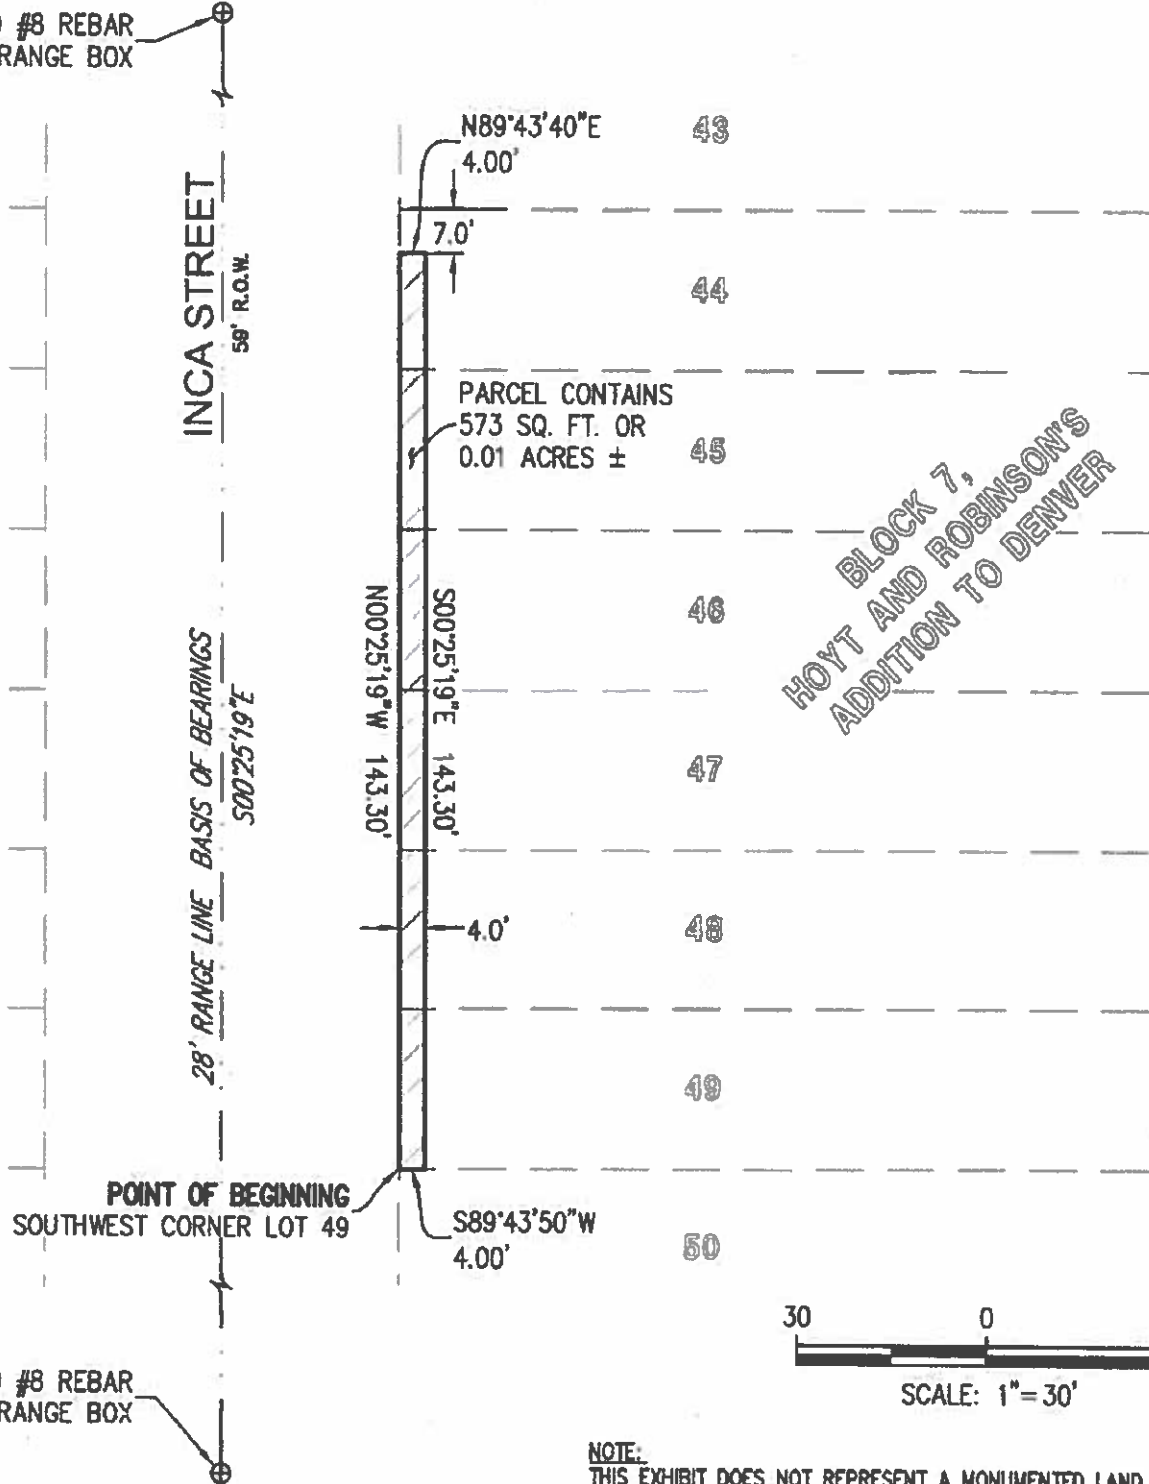 #8 REBAR
RANGE BOX
N89°43'40"E
4.00'
43
7.0'
INCA STREET
59' R.O.W.
44
PARCEL CONTAINS
573 SQ. FT. OR
0.01 ACRES ±
45
BLOCK 7,
HOYT AND ROBINSON'S
ADDITION TO DENVER
46
N00°25'19"W 143.30'
S00°25'19"E 143.30'
28' RANGE LINE BASIS OF BEARINGS
S00°25'19"E
47
4.0'
48
49
POINT OF BEGINNING
SOUTHWEST CORNER LOT 49
S89°43'50"W
4.00'
50
30 0
SCALE: 1"=30'
#8 REBAR
RANGE BOX
NOTE:
THIS EXHIBIT DOES NOT REPRESENT A MONUMENTED LAND